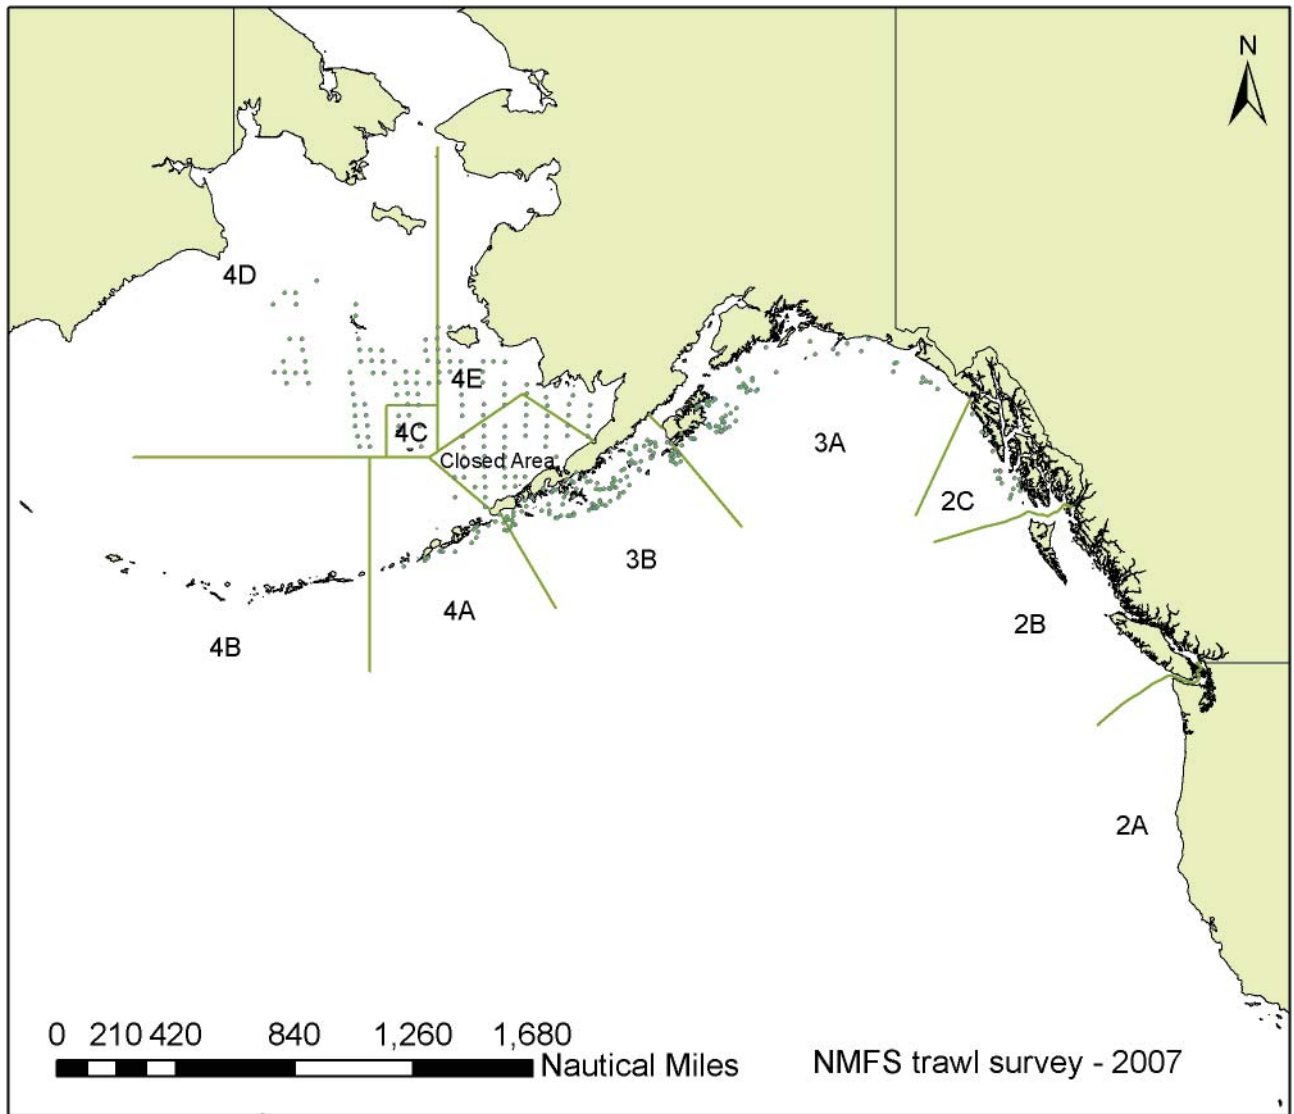 N
4D
4E
4C
Closed Area
3A
2C
3B
4A
2B
4B
2A
0 210 420 840 1,260 1,680
Nautical Miles
NMFS trawl survey - 2007